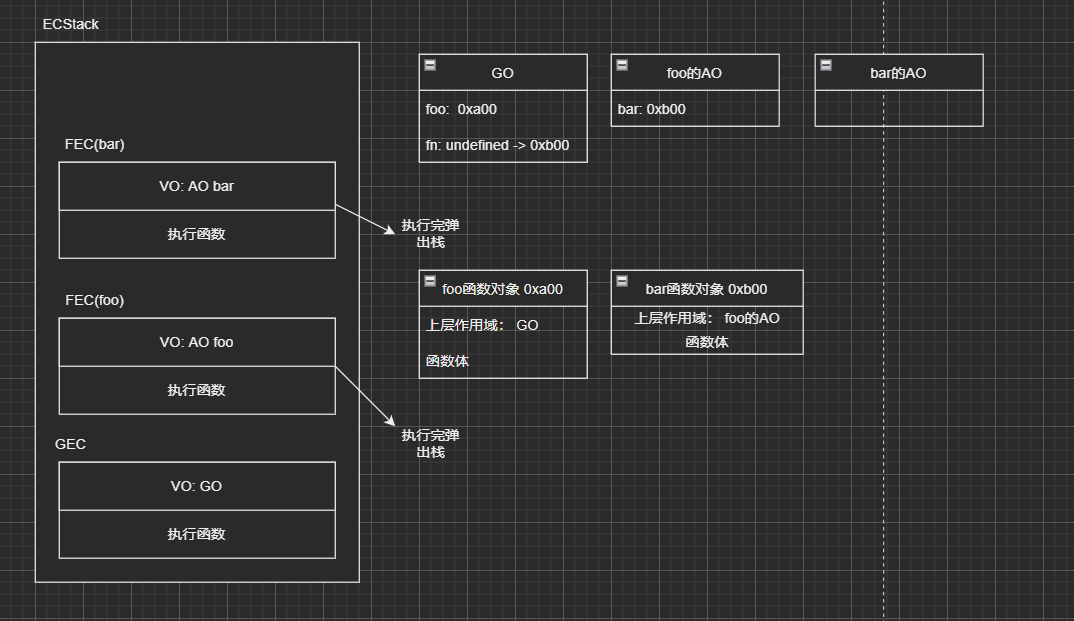 ECStack
FEC(bar)
VO: AO bar
执行函数
执行完弹
出栈
FEC(foo)
VO: AO foo
执行函数
执行完弹
出栈
GEC
VO: GO
执行函数
GO
foo: 0xa00
fn: undefined -> 0xb00
foo的AO
bar: 0xb00
bar的AO
foo函数对象 0xa00
上层作用域： GO
函数体
bar函数对象 0xb00
上层作用域： foo的AO
函数体